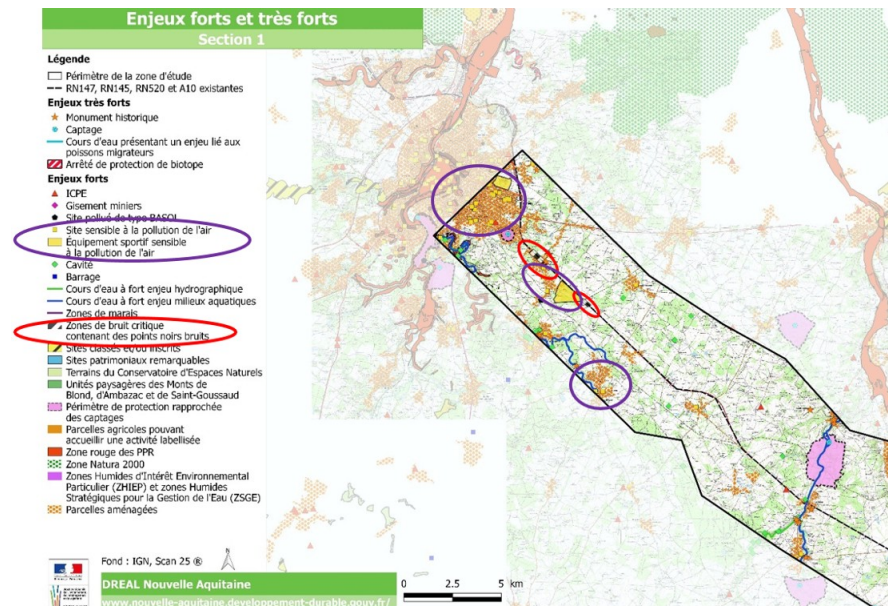 Enjeux forts et très forts
Section 1
Légende
Périmètre de la zone d'étude
RN147, RN145, RN520 et A10 existantes
Enjeux très forts
Monument historique
Captage
Cours d'eau présentant un enjeu lié aux
poissons migrateurs
Arrêté de protection de biotope
Enjeux forts
ICPE
Gisement miniers
Site pollué de type BASOL
Site sensible à la pollution de l'air
Équipement sportif sensible
à la pollution de l'air
Cavité
Barrage
Cours d'eau à fort enjeu hydrographique
Cours d'eau à fort enjeu milieux aquatiques
Zones de marais
Zones de bruit critique
contenant des points noirs bruits
Sites classés et/ou inscrits
Sites patrimoniaux remarquables
Terrains du Conservatoire d'Espaces Naturels
Unités paysagères des Monts de
Blond, d'Ambazac et de Saint-Goussaud
Périmètre de protection rapprochée
des captages
Parcelles agricoles pouvant
accueillir une activité labellisée
Zone rouge des PPR
Zone Natura 2000
Zones Humides d'Intérêt Environnemental
Particulier (ZHIEP) et zones Humides
Stratégiques pour la Gestion de l'Eau (ZSGE)
Parcelles aménagées
Fond : IGN, Scan 25 ®
N
DREAL Nouvelle Aquitaine
www.nouvelle-aquitaine.developpement-durable.gouv.fr/
0 2.5 5 km